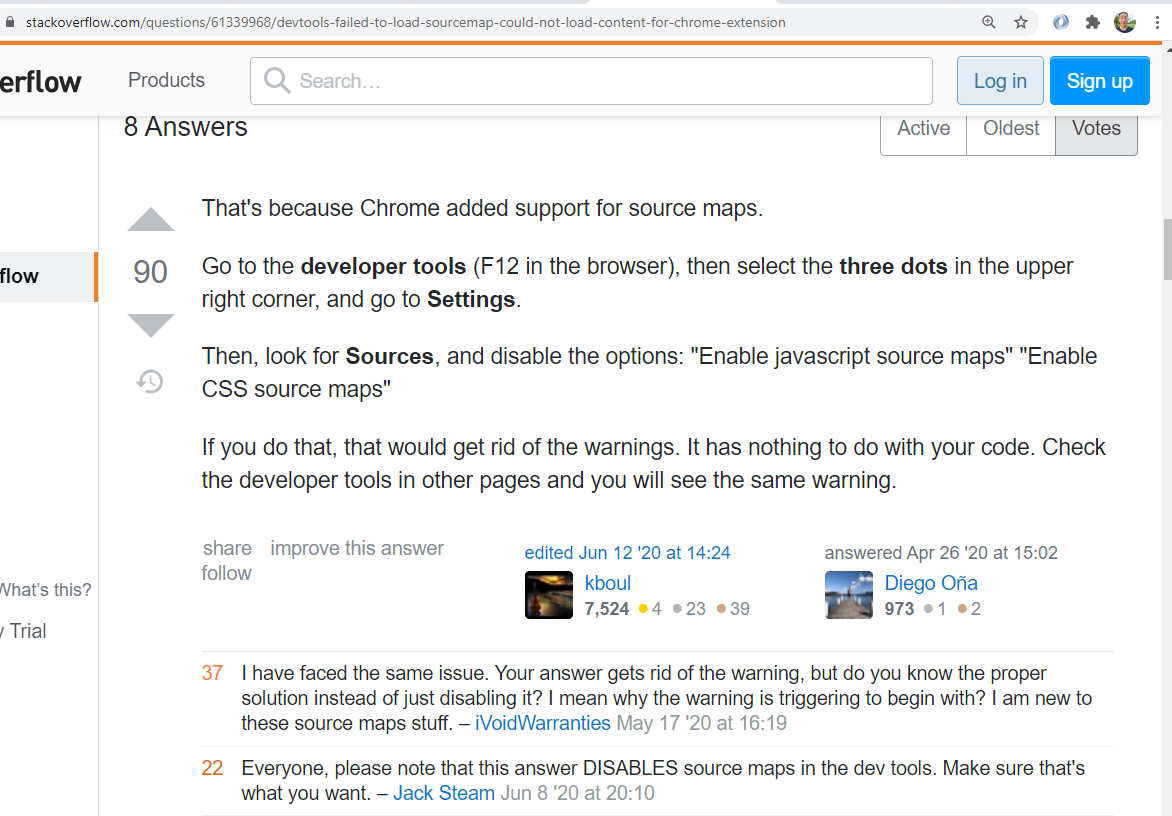 stackoverflow.com/questions/61339968/devtools-failed-to-load-sourcemap-could-not-load-content-for-chrome-extension
erflow Products Search... Log in Sign up
8 Answers Active Oldest Votes
That's because Chrome added support for source maps.
90
Go to the developer tools (F12 in the browser), then select the three dots in the upper
right corner, and go to Settings.
flow
Then, look for Sources, and disable the options: "Enable javascript source maps" "Enable
CSS source maps"
If you do that, that would get rid of the warnings. It has nothing to do with your code. Check
the developer tools in other pages and you will see the same warning.
share improve this answer
follow
edited Jun 12 '20 at 14:24
kboul
7,524 4 23 39
answered Apr 26 '20 at 15:02
Diego Oña
973 1 2
What's this?
y Trial
37 I have faced the same issue. Your answer gets rid of the warning, but do you know the proper
solution instead of just disabling it? I mean why the warning is triggering to begin with? I am new to
these source maps stuff. – iVoidWarranties May 17 '20 at 16:19
22 Everyone, please note that this answer DISABLES source maps in the dev tools. Make sure that's
what you want. – Jack Steam Jun 8 '20 at 20:10